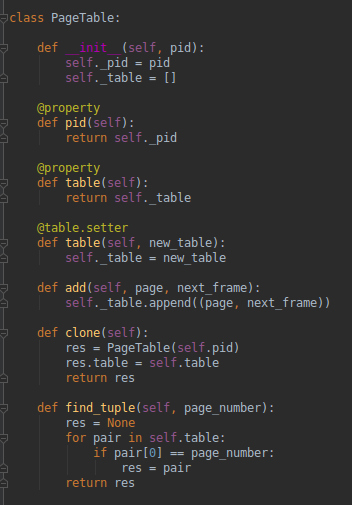 class PageTable:
    def __init__(self, pid):
        self._pid = pid
        self._table = []
    @property
    def pid(self):
        return self._pid
    @property
    def table(self):
        return self._table
    @table.setter
    def table(self, new_table):
        self._table = new_table
    def add(self, page, next_frame):
        self._table.append((page, next_frame))
    def clone(self):
        res = PageTable(self.pid)
        res.table = self.table
        return res
    def find_tuple(self, page_number):
        res = None
        for pair in self.table:
            if pair[0] == page_number:
                res = pair
        return res